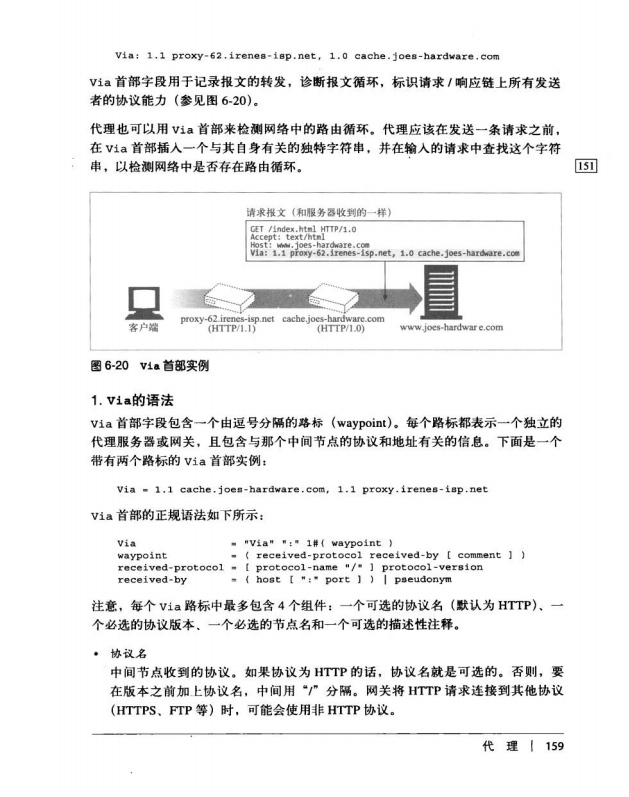 Via: 1.1 proxy-62.irenes-isp.net, 1.0 cache.joes-hardware.com
Via 首部字段用于记录报文的转发，诊断报文循环，标识请求 / 响应链上所有发送
者的协议能力（参见图 6-20）。
代理也可以用 Via 首部来检测网络中的路由循环。代理应该在发送一条请求之前，
在 Via 首部插入一个与其自身有关的独特字符串，并在输入的请求中查找这个字符
串，以检测网络中是否存在路由循环。
151
请求报文（和服务器收到的一样）
GET /index.html HTTP/1.0
Accept: text/html
Host: www.joes-hardware.com
Via: 1.1 proxy-62.irenes-isp.net, 1.0 cache.joes-hardware.com
客户端
proxy-62.irenes-isp.net
(HTTP/1.1)
cache.joes-hardware.com
(HTTP/1.0)
www.joes-hardwar e.com
图 6-20 Via 首部实例
1. Via的语法
Via 首部字段包含一个由逗号分隔的路标（waypoint）。每个路标都表示一个独立的
代理服务器或网关，且包含与那个中间节点的协议和地址有关的信息。下面是一个
带有两个路标的 Via 首部实例：
Via = 1.1 cache.joes-hardware.com, 1.1 proxy.irenes-isp.net
Via 首部的正规语法如下所示：
Via = "Via" ":" 1#( waypoint )
waypoint = ( received-protocol received-by [ comment ] )
received-protocol = [ protocol-name "/" ] protocol-version
received-by = ( host [ ":" port ] ) | pseudonym
注意，每个 Via 路标中最多包含 4 个组件：一个可选的协议名（默认为 HTTP）、一
个必选的协议版本、一个必选的节点名和一个可选的描述性注释。
• 协议名
中间节点收到的协议。如果协议为 HTTP 的话，协议名就是可选的。否则，要
在版本之前加上协议名，中间用“/”分隔。网关将 HTTP 请求连接到其他协议
（HTTPS、FTP 等）时，可能会使用非 HTTP 协议。
代 理 | 159